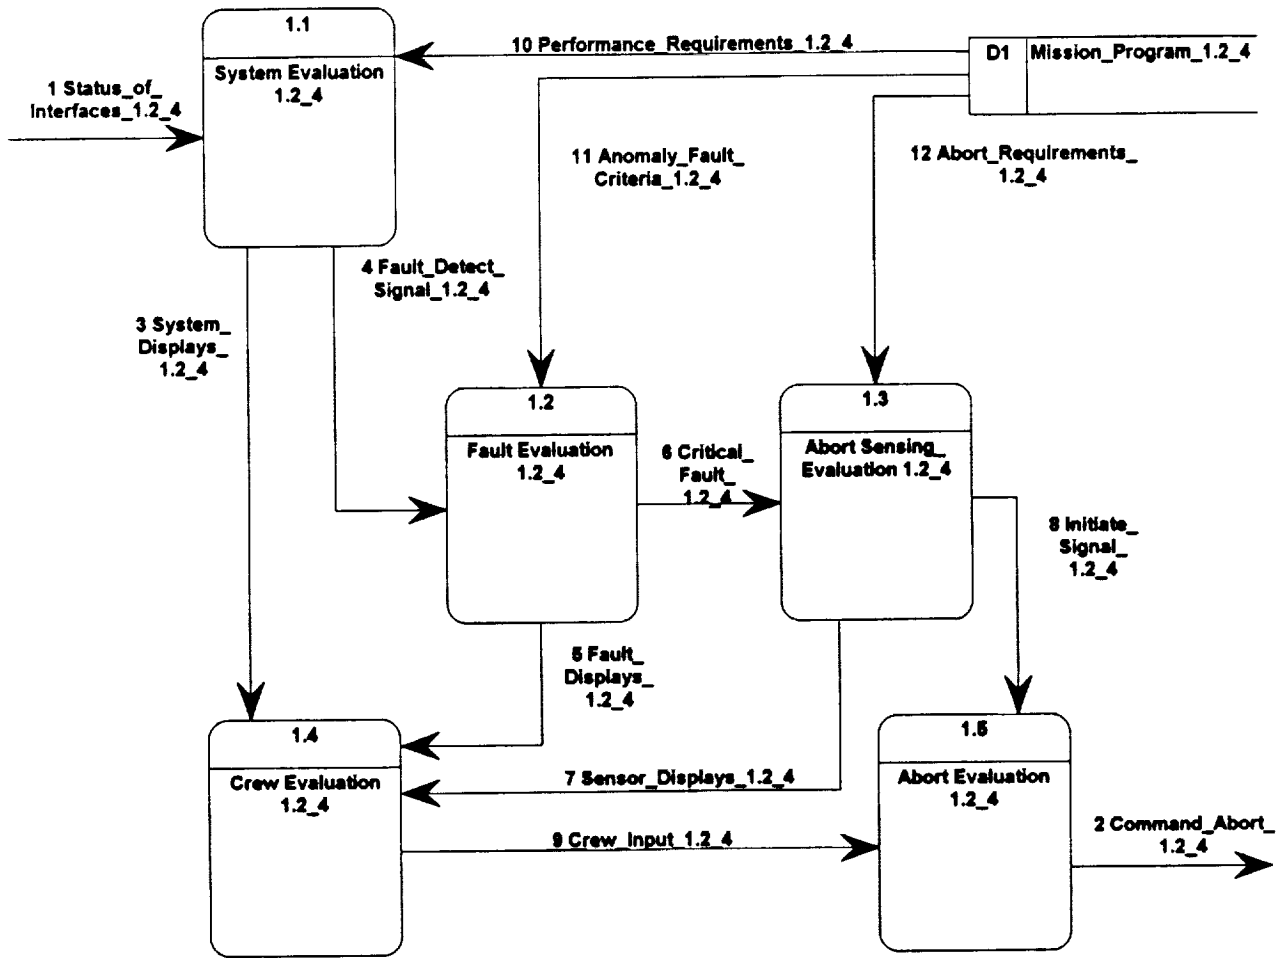 1.1
System Evaluation
1.2_4
10 Performance_Requirements_1.2_4
D1
Mission_Program_1.2_4
1 Status_of_
Interfaces_1.2_4
11 Anomaly_Fault_
Criteria_1.2_4
12 Abort_Requirements_
1.2_4
4 Fault_Detect_
Signal_1.2_4
3 System_
Displays_
1.2_4
1.2
Fault Evaluation
1.2_4
6 Critical_
Fault_
1.2_4
1.3
Abort Sensing_
Evaluation 1.2_4
8 Initiate_
Signal_
1.2_4
5 Fault_
Displays_
1.2_4
1.4
Crew Evaluation
1.2_4
7 Sensor_Displays_1.2_4
9 Crew_Input_1.2_4
1.5
Abort Evaluation
1.2_4
2 Command_Abort_
1.2_4